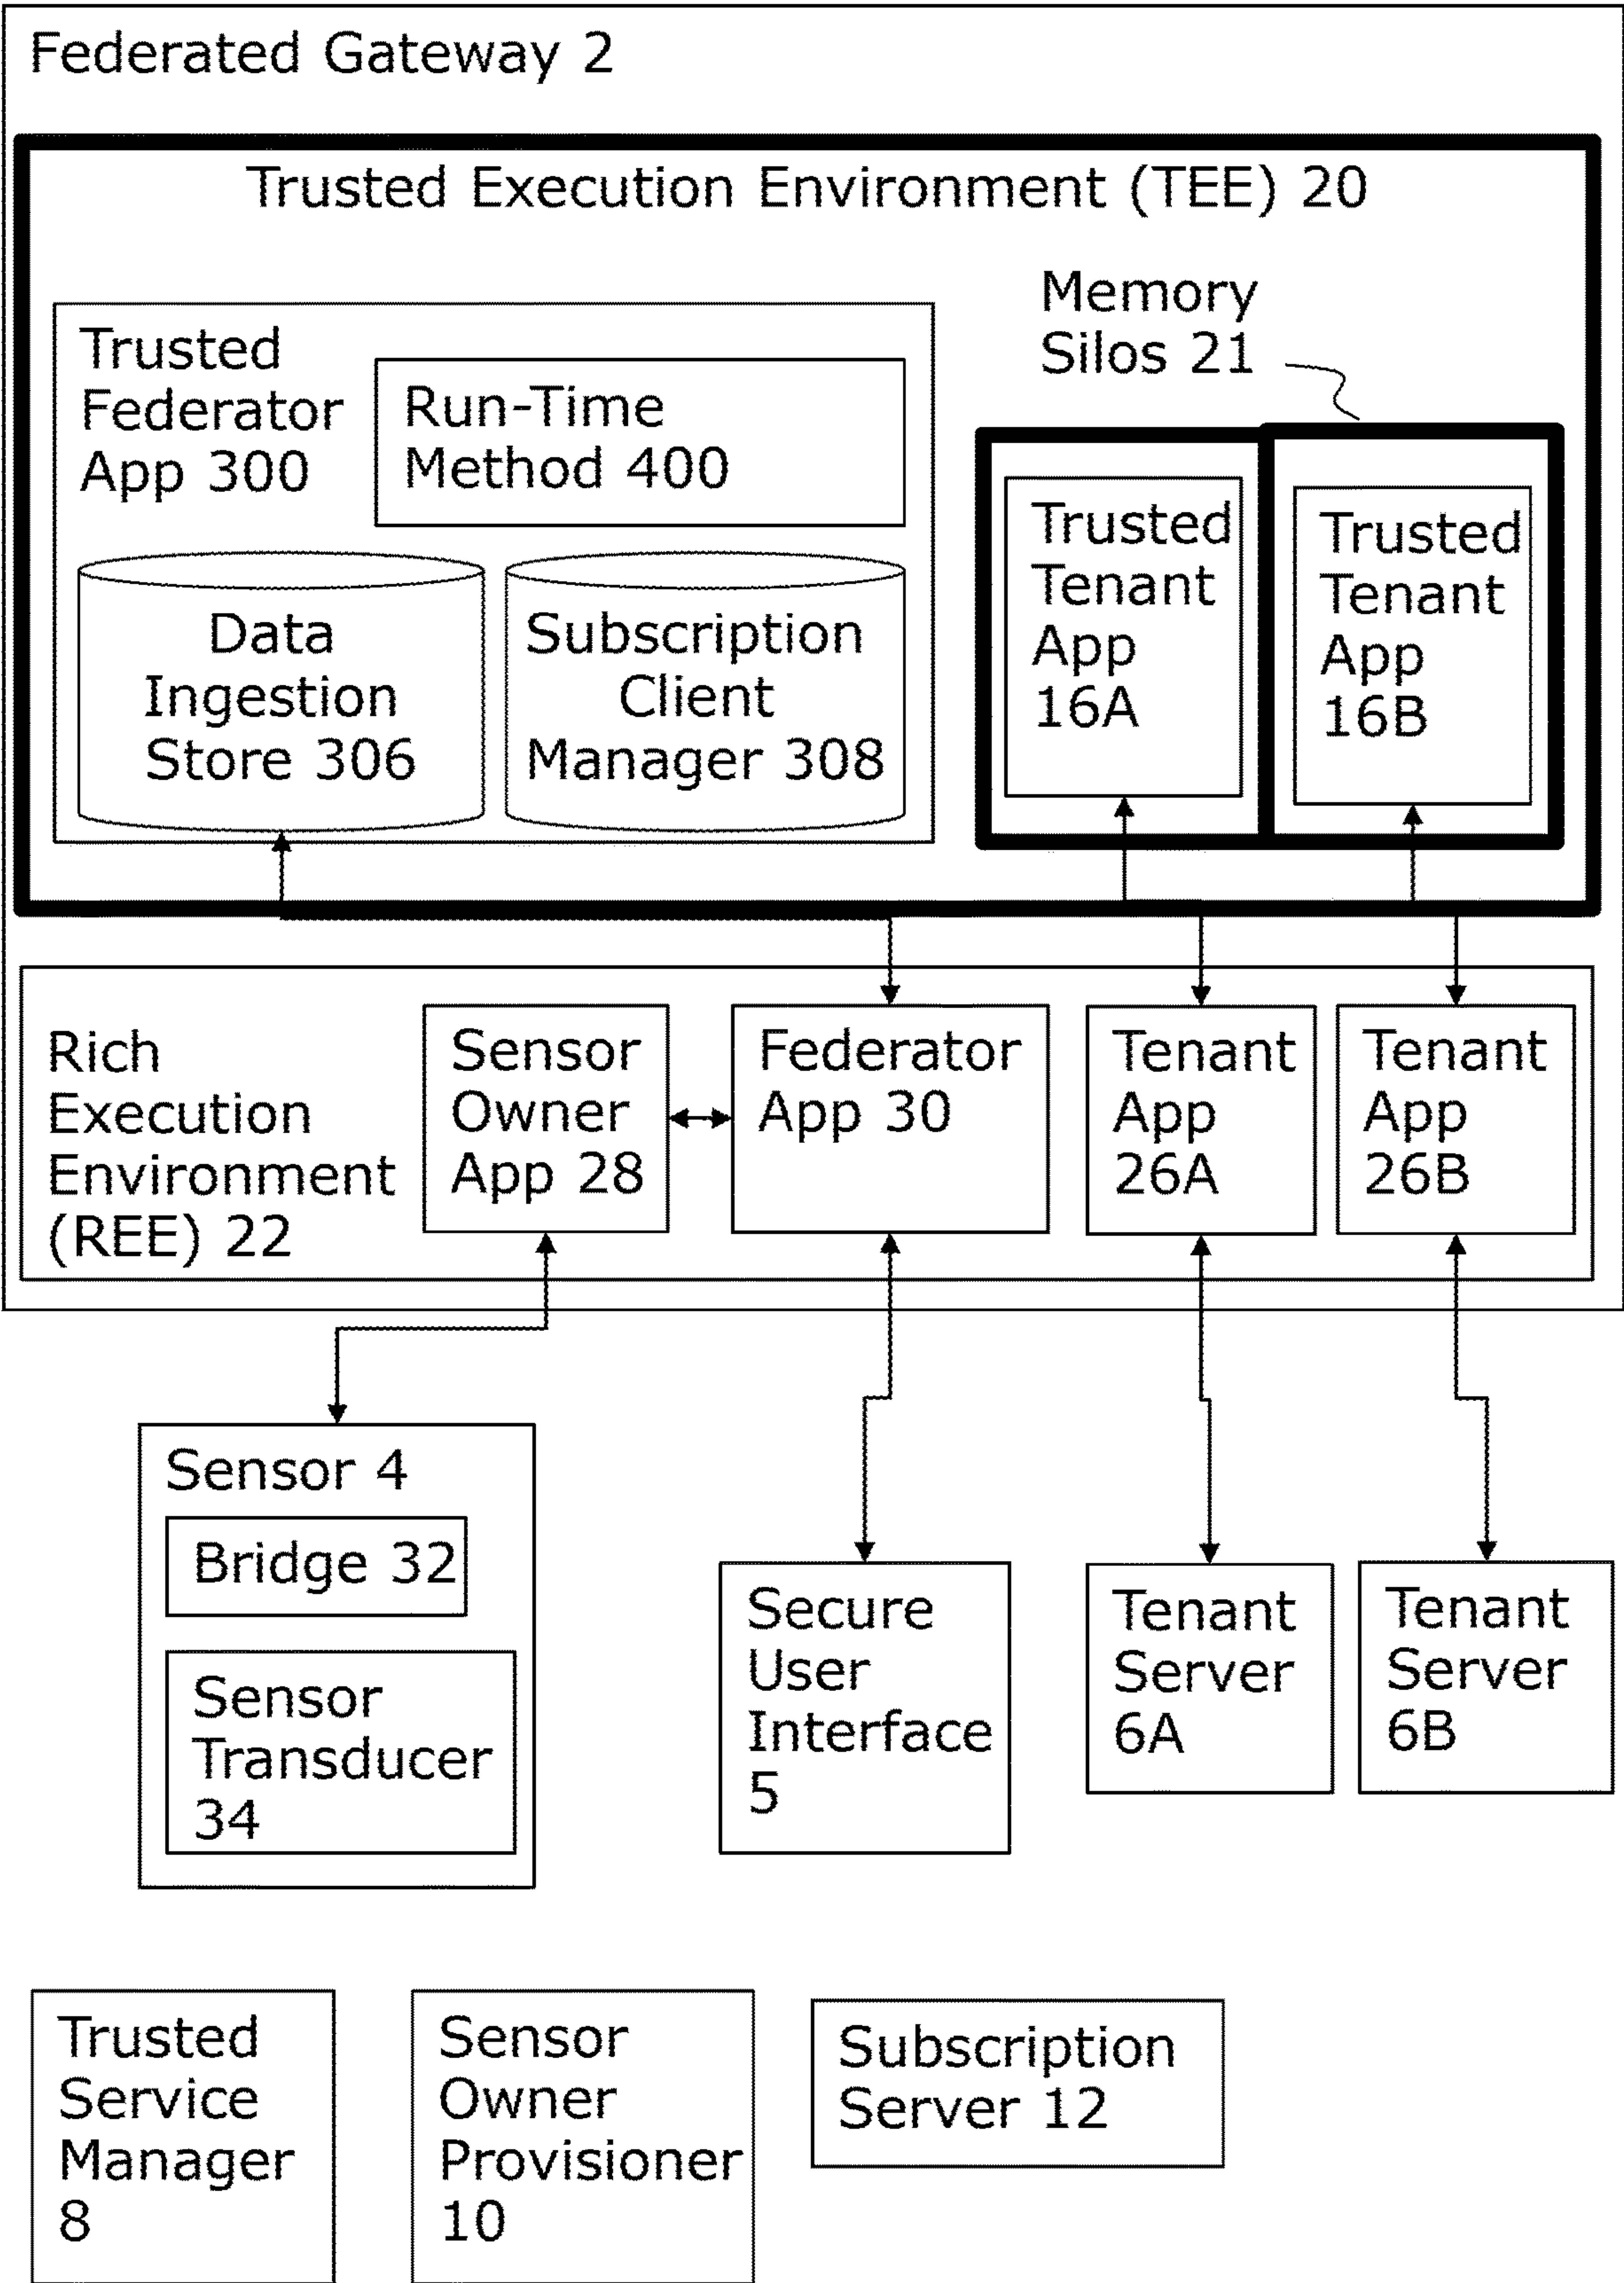 Federated Gateway 2
Trusted Execution Environment (TEE) 20
Trusted
Federator
App 300
Run-Time
Method 400
Data
Ingestion
Store 306
Subscription
Client
Manager 308
Memory
Silos 21
Trusted
Tenant
App
16A
Trusted
Tenant
App
16B
Rich
Execution
Environment
(REE) 22
Sensor
Owner
App 28
Federator
App 30
Tenant
App
26A
Tenant
App
26B
Sensor 4
Bridge 32
Sensor
Transducer
34
Secure
User
Interface
5
Tenant
Server
6A
Tenant
Server
6B
Trusted
Service
Manager
8
Sensor
Owner
Provisioner
10
Subscription
Server 12